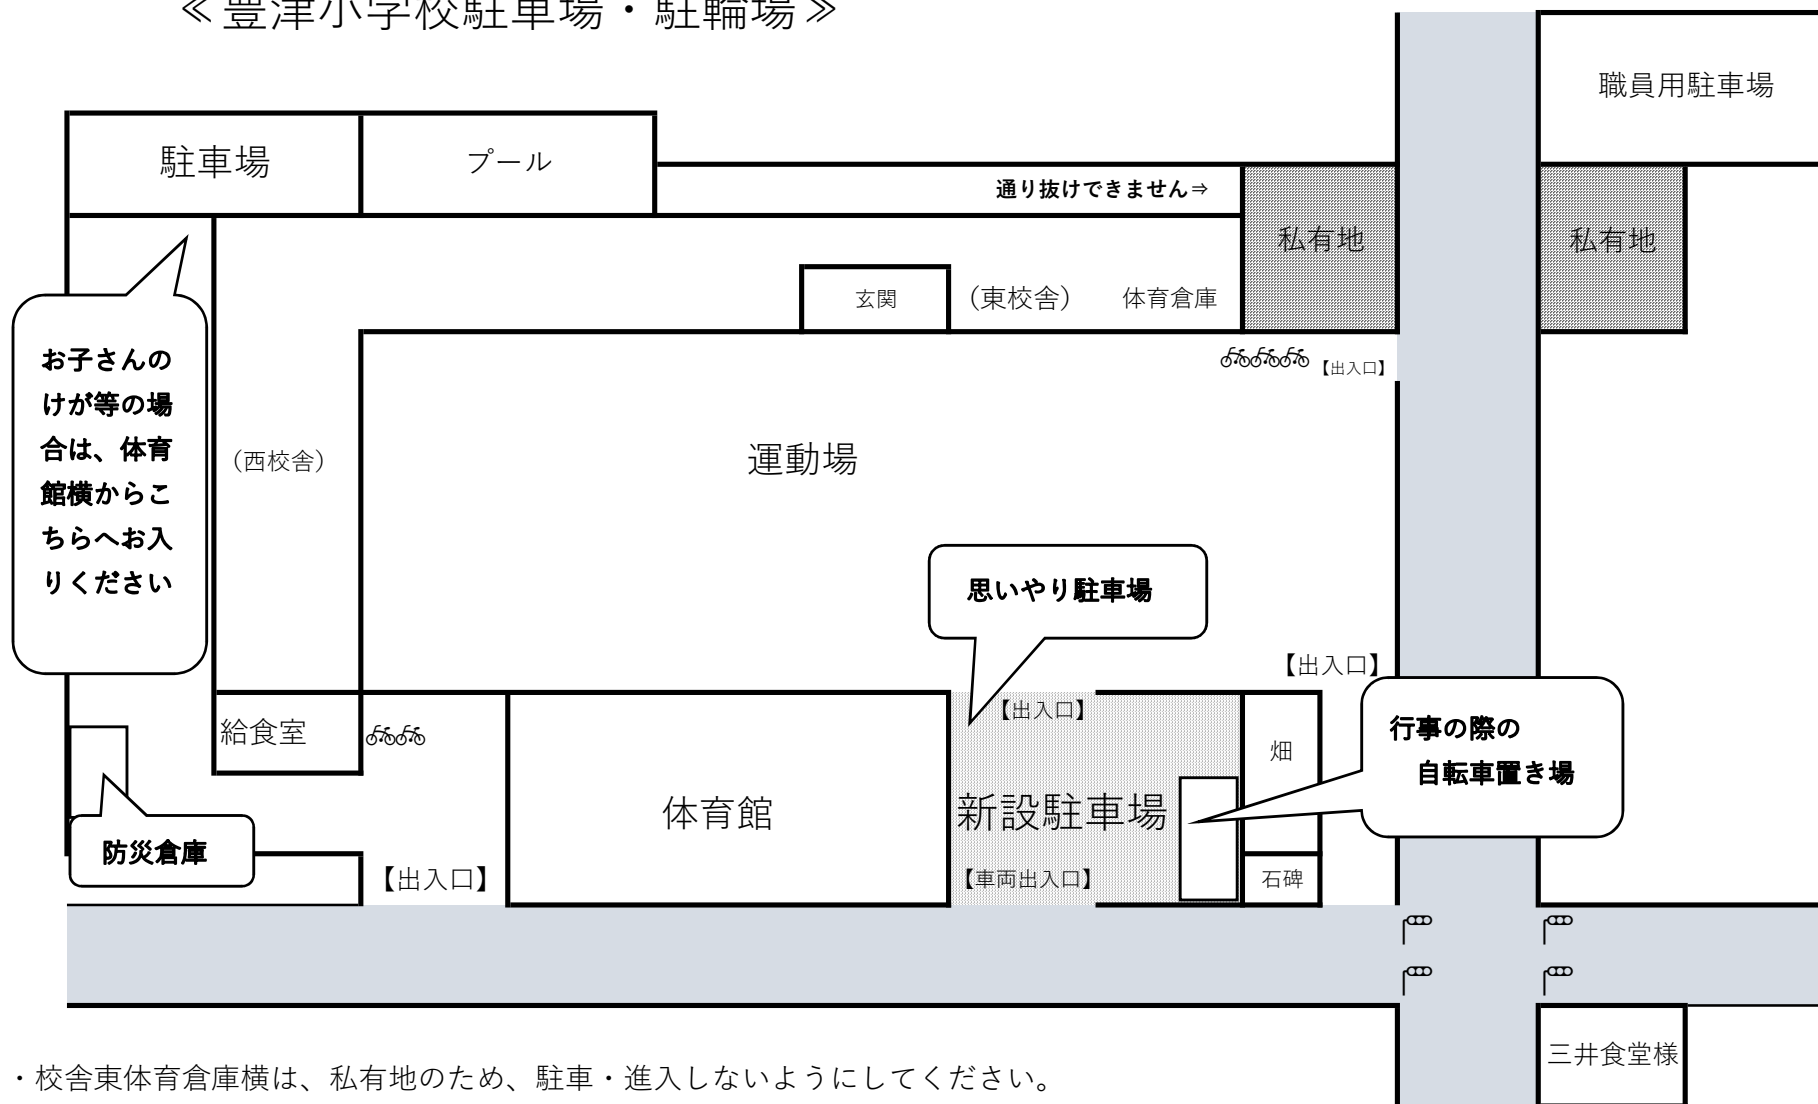 ≪豊津小学校駐車場・駐輪場≫
職員用駐車場
駐車場
プール
通り抜けできません⇒
私有地
私有地
玄関
（東校舎）
体育倉庫
【出入口】
お子さんの
けが等の場
合は、体育
館横からこ
ちらへお入
りください
（西校舎）
運動場
思いやり駐車場
【出入口】
【出入口】
行事の際の
自転車置き場
給食室
畑
体育館
新設駐車場
防災倉庫
【出入口】
【車両出入口】
石碑
三井食堂様
・校舎東体育倉庫横は、私有地のため、駐車・進入しないようにしてください。